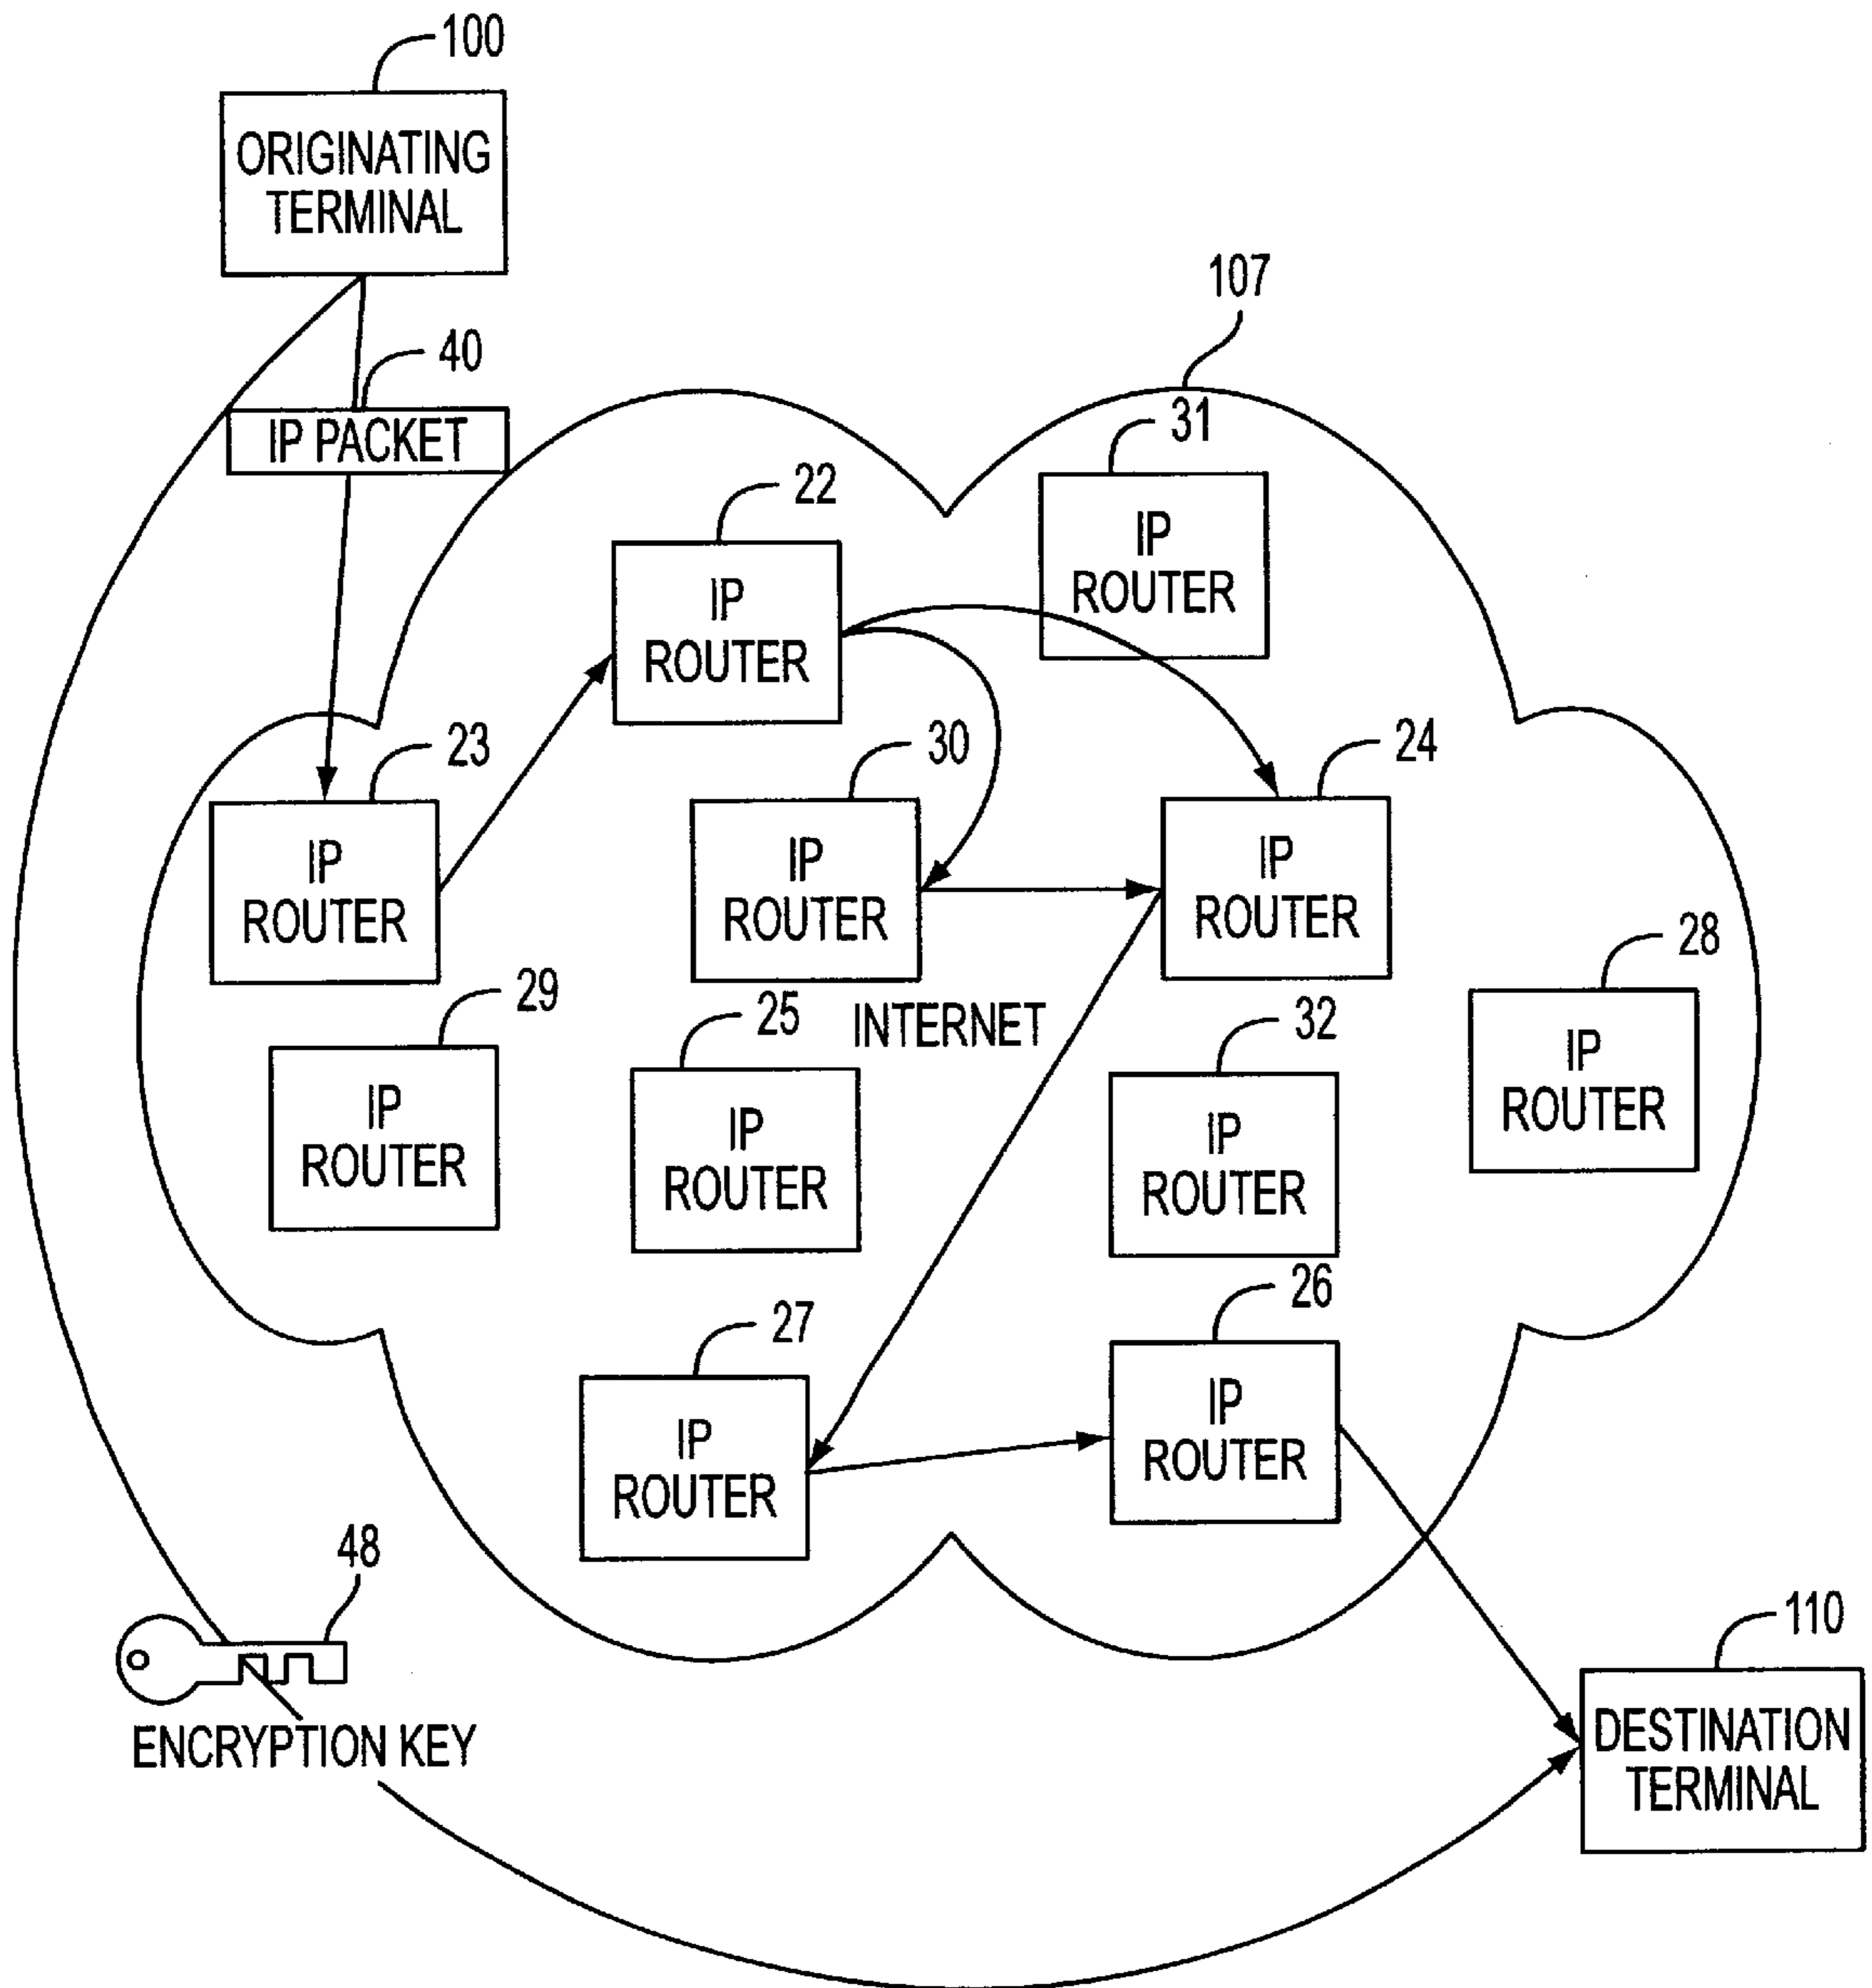 100
ORIGINATING
TERMINAL
107
40
IP PACKET
31
IP
ROUTER
22
IP
ROUTER
23
IP
ROUTER
30
IP
ROUTER
24
IP
ROUTER
28
IP
ROUTER
29
IP
ROUTER
25
IP
ROUTER
INTERNET
32
IP
ROUTER
27
IP
ROUTER
26
IP
ROUTER
48
ENCRYPTION KEY
110
DESTINATION
TERMINAL